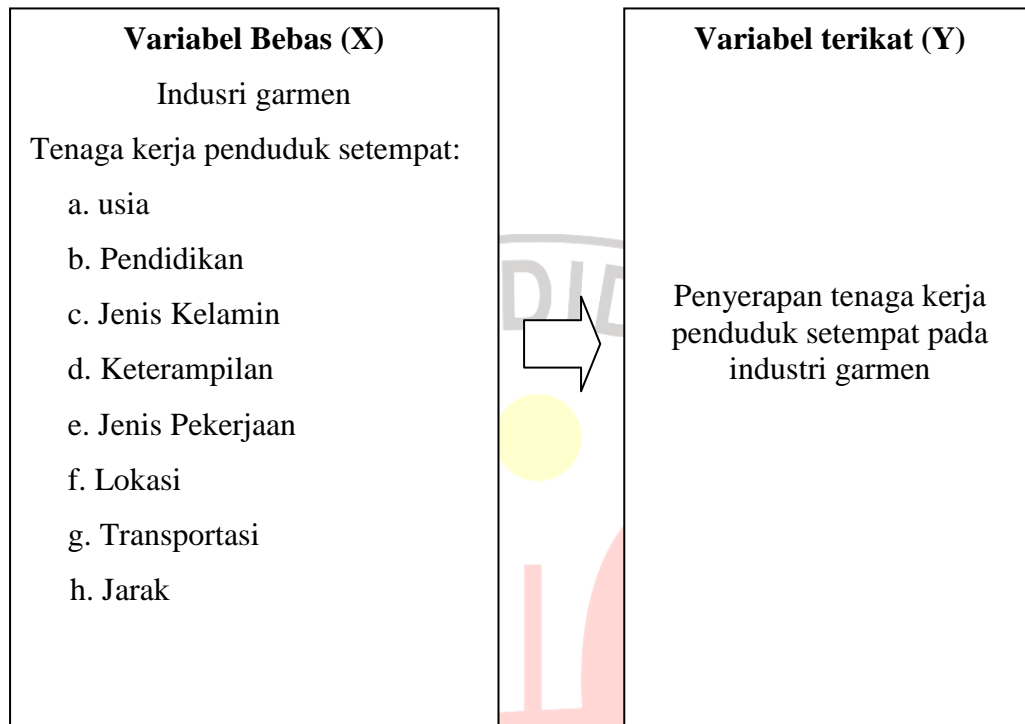 Variabel Bebas (X)
Indusri garmen
Tenaga kerja penduduk setempat:
a. usia
b. Pendidikan
c. Jenis Kelamin
d. Keterampilan
e. Jenis Pekerjaan
f. Lokasi
g. Transportasi
h. Jarak
DID
Variabel terikat (Y)
Penyerapan tenaga kerja
penduduk setempat pada
industri garmen